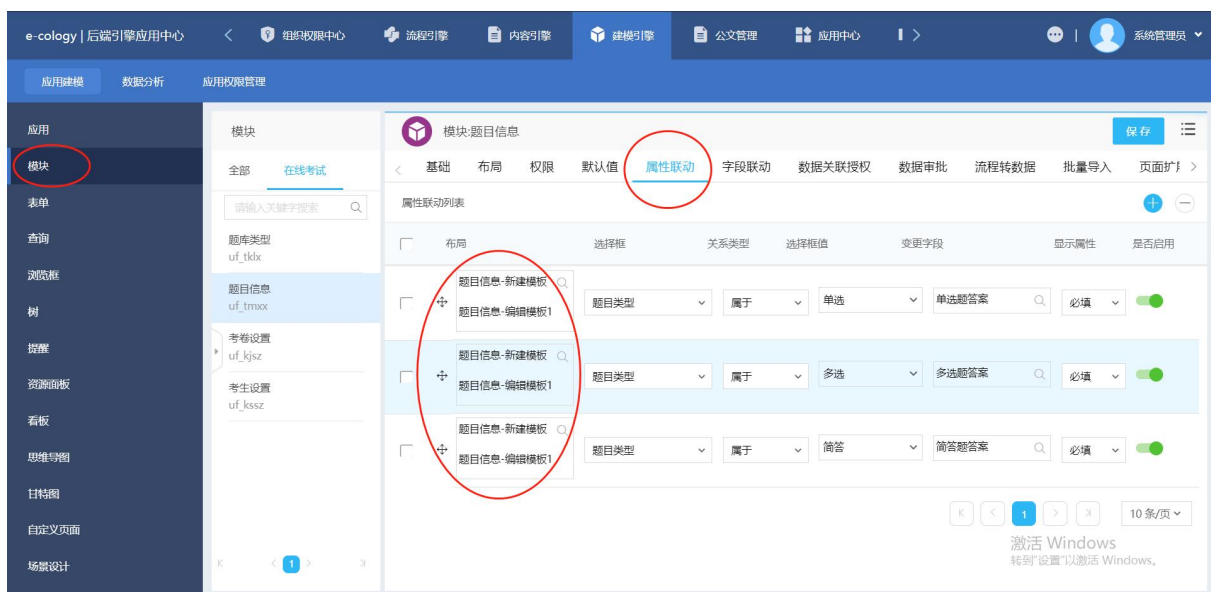 e-cology | 后端引擎应用中心 组织权限中心 流程引擎 内容引擎 建模引擎 公文管理 应用中心 系统管理员
应用建模 数据分析 应用权限管理
应用
模块
表单
查询
浏览框
树
提醒
资源面板
看板
思维导图
甘特图
自定义页面
场景设计
模块
全部 在线考试
请输入关键字搜索
题库类型
uf_tklx
题目信息
uf_tmxx
考卷设置
uf_kjsz
考生设置
uf_kssz
1
模块:题目信息 保存
基础 布局 权限 默认值 属性联动 字段联动 数据关联授权 数据审批 流程转数据 批量导入 页面扩
属性联动列表
布局 选择框 关系类型 选择框值 变更字段 显示属性 是否启用
题目信息-新建模板
题目信息-编辑模板1 题目类型 属于 单选 单选题答案 必填
题目信息-新建模板
题目信息-编辑模板1 题目类型 属于 多选 多选题答案 必填
题目信息-新建模板
题目信息-编辑模板1 题目类型 属于 简答 简答题答案 必填
1 10 条/页
激活 Windows
转到"设置"以激活 Windows。